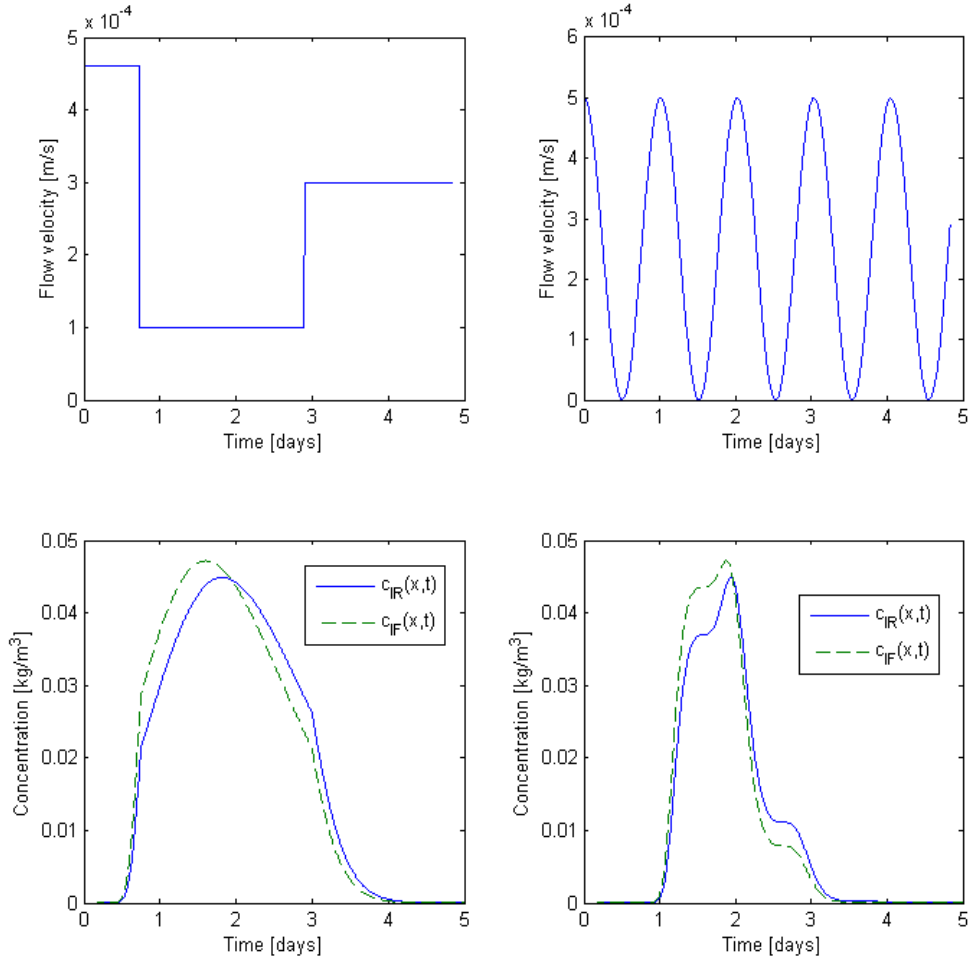 x 10⁻⁴
5
4
3
2
1
0
Flow velocity [m/s]
0 1 2 3 4 5
Time [days]
x 10⁻⁴
6
5
4
3
2
1
0
Flow velocity [m/s]
0 1 2 3 4 5
Time [days]
0.05
0.04
0.03
0.02
0.01
0
Concentration [kg/m³]
c_IR(x,t)
c_IF(x,t)
0 1 2 3 4 5
Time [days]
0.05
0.04
0.03
0.02
0.01
0
Concentration [kg/m³]
c_IR(x,t)
c_IF(x,t)
0 1 2 3 4 5
Time [days]